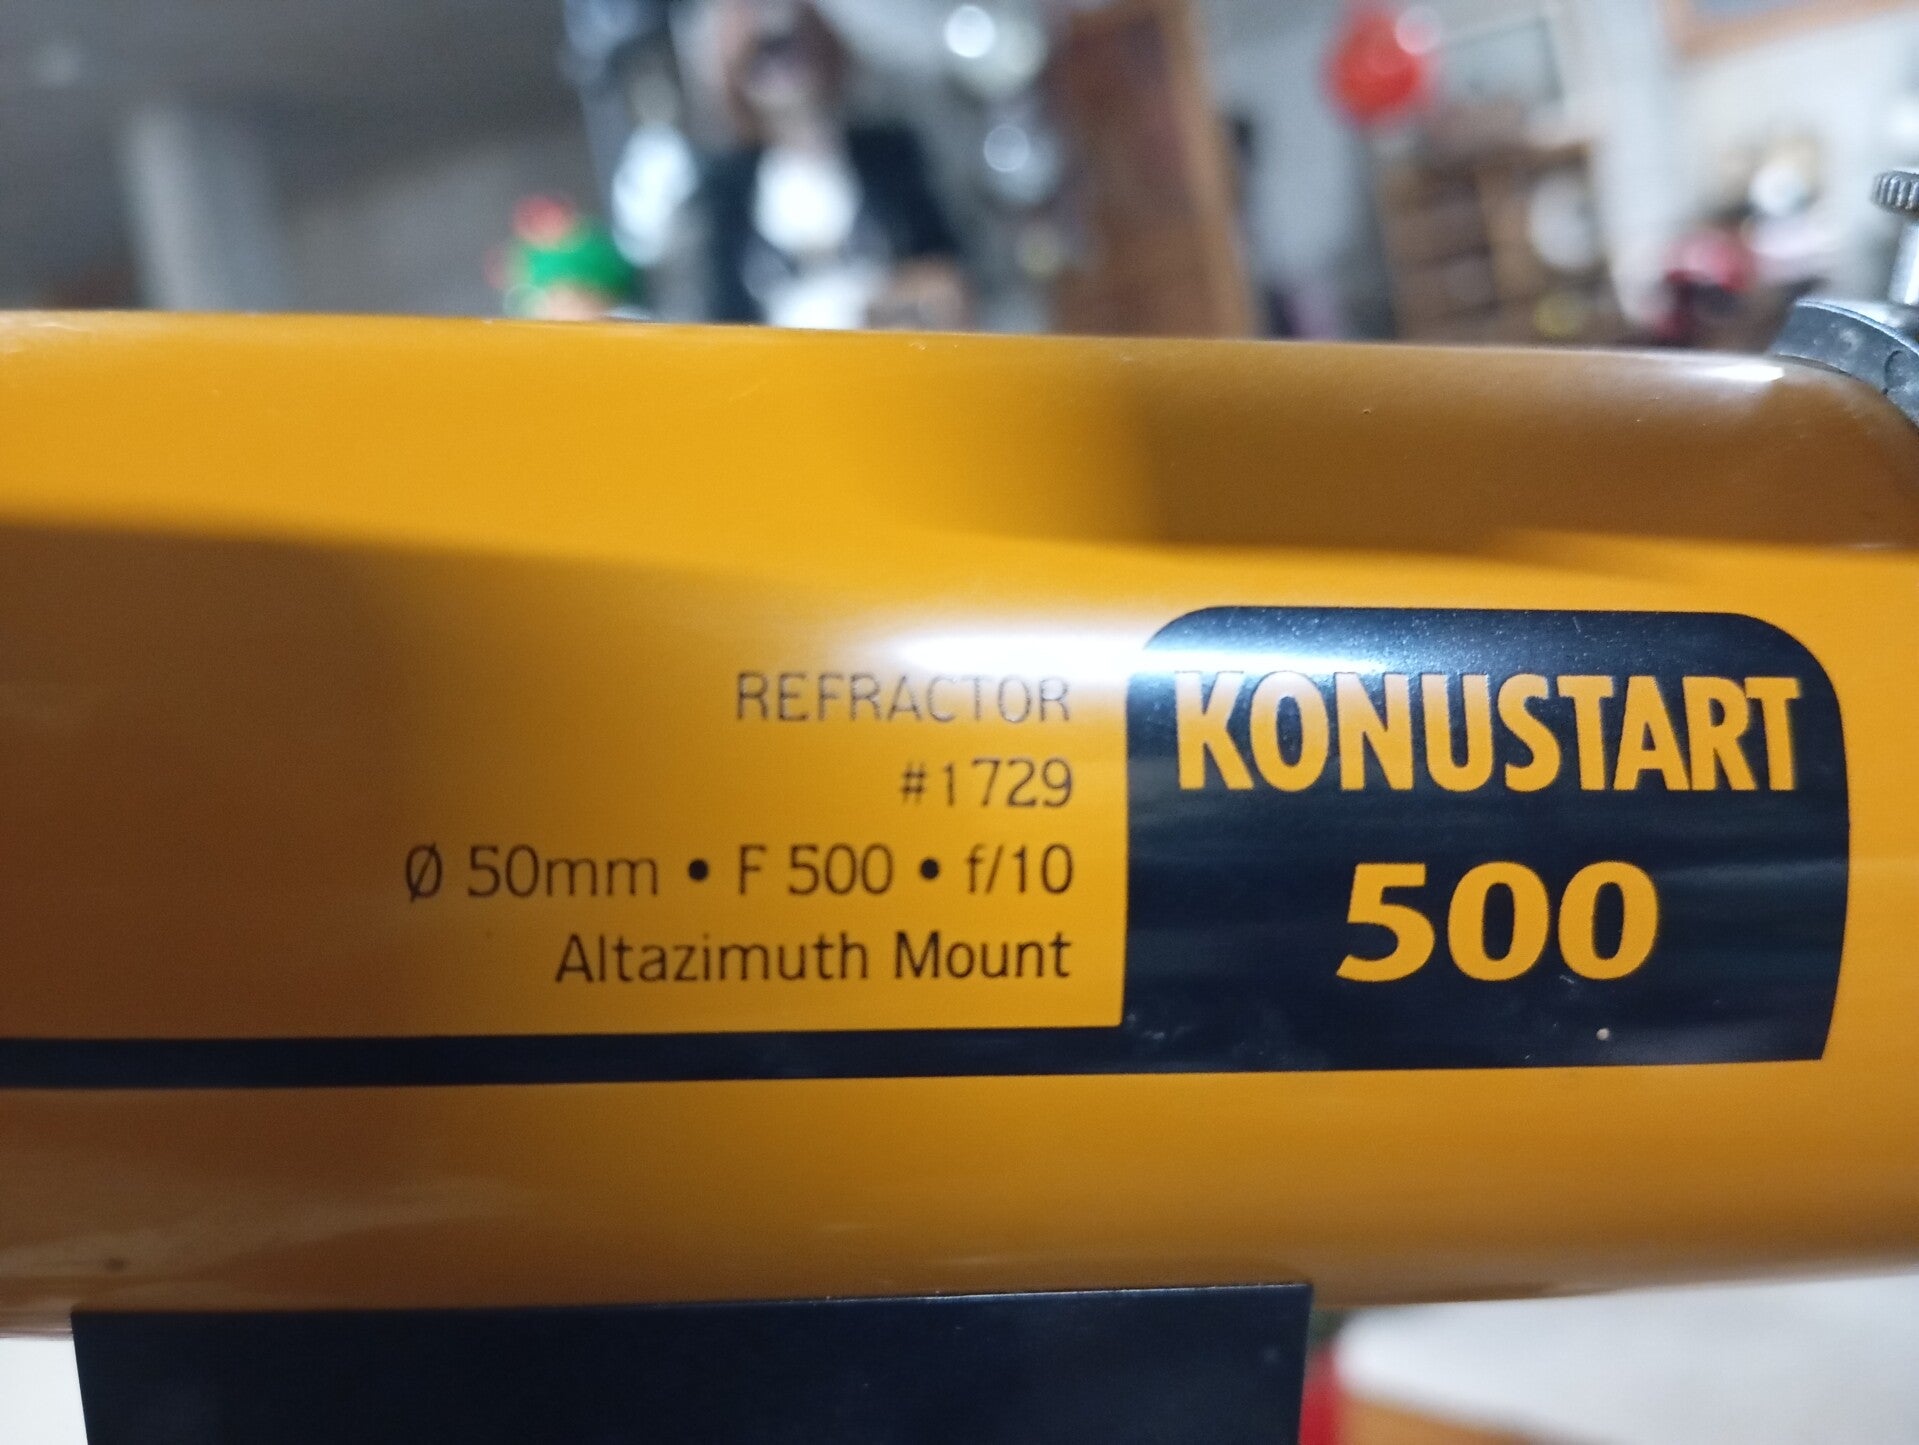 REFRACTOR
#1729
Ø 50mm • F 500 • f/10
Altazimuth Mount
KONUSTART
500